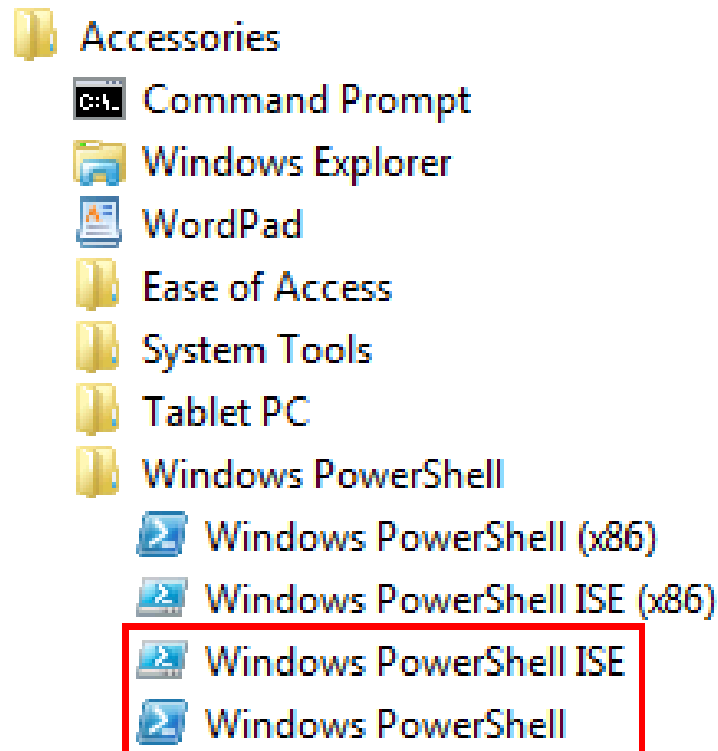 Accessories
C:\_ Command Prompt
Windows Explorer
WordPad
Ease of Access
System Tools
Tablet PC
Windows PowerShell
Windows PowerShell (x86)
Windows PowerShell ISE (x86)
Windows PowerShell ISE
Windows PowerShell